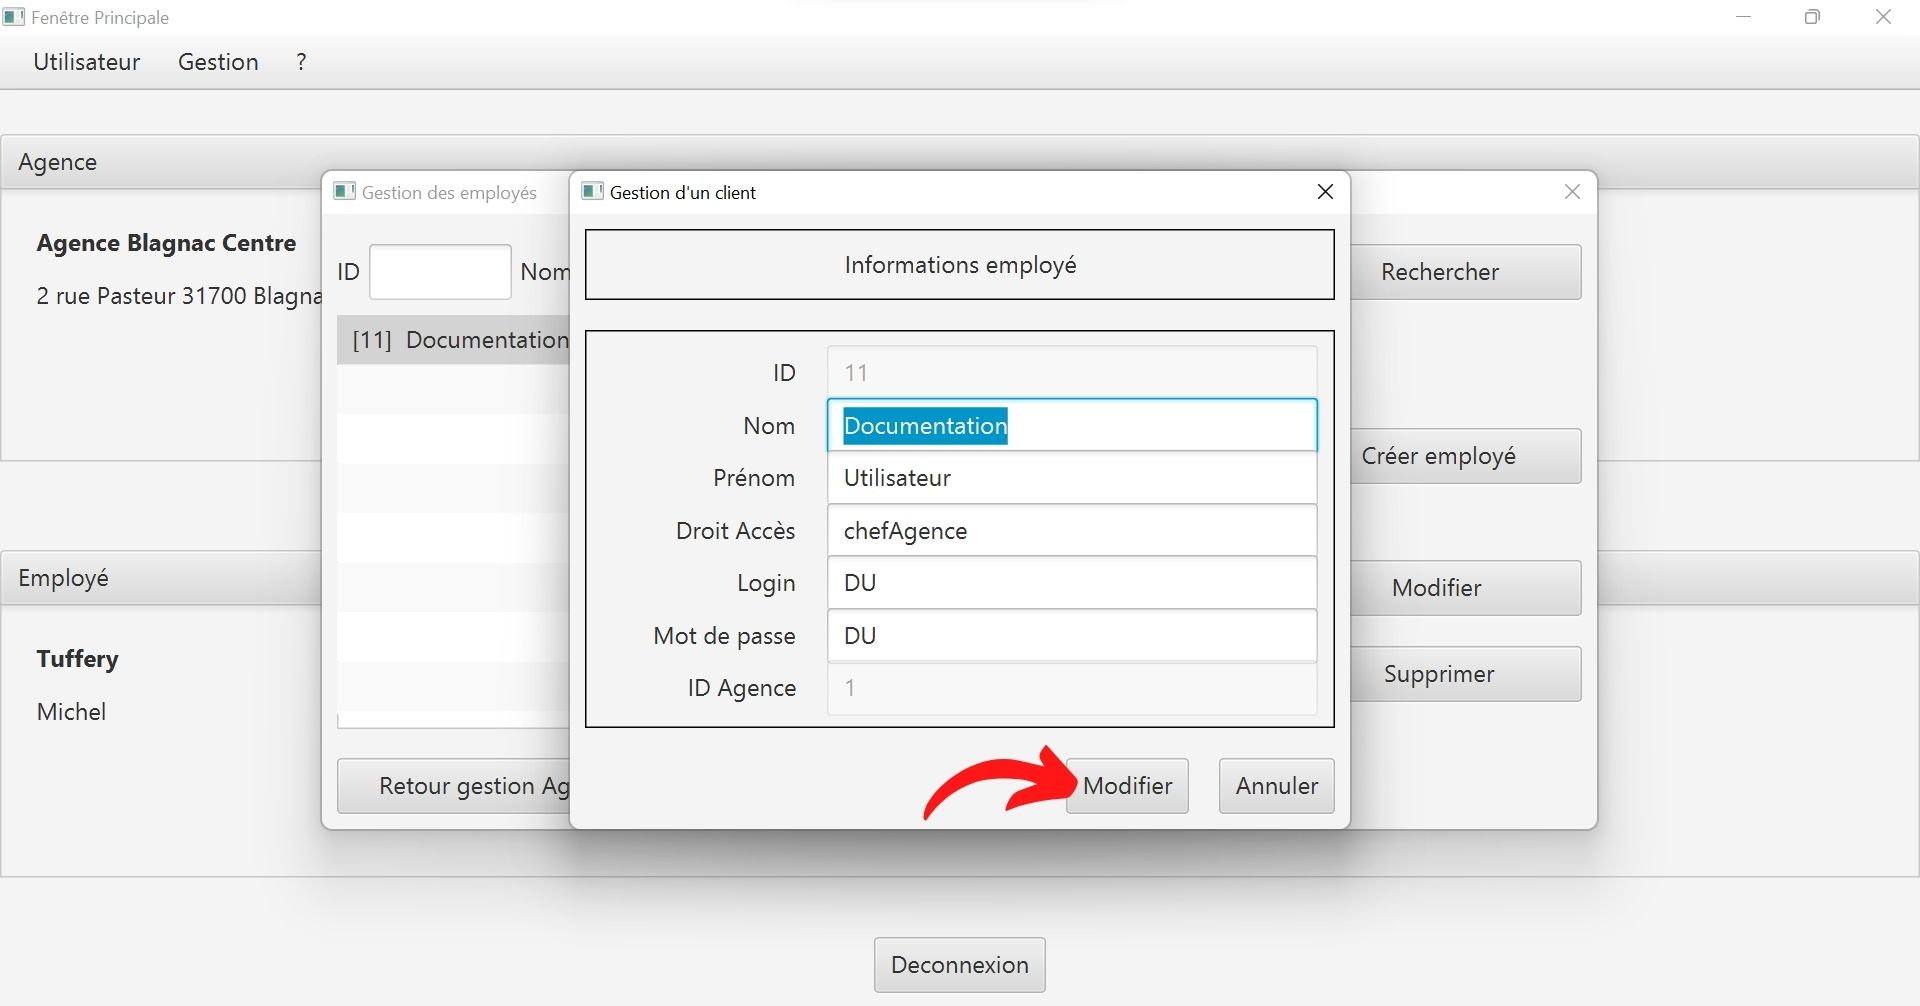 Fenêtre Principale
Utilisateur Gestion ?
Agence
Agence Blagnac Centre
2 rue Pasteur 31700 Blagna
Employé
Tuffery
Michel
Gestion des employés
ID Nom
Rechercher
[11] Documentation
Créer employé
Modifier
Supprimer
Retour gestion Ag
Gestion d'un client
Informations employé
ID 11
Nom Documentation
Prénom Utilisateur
Droit Accès chefAgence
Login DU
Mot de passe DU
ID Agence 1
Modifier Annuler
Deconnexion